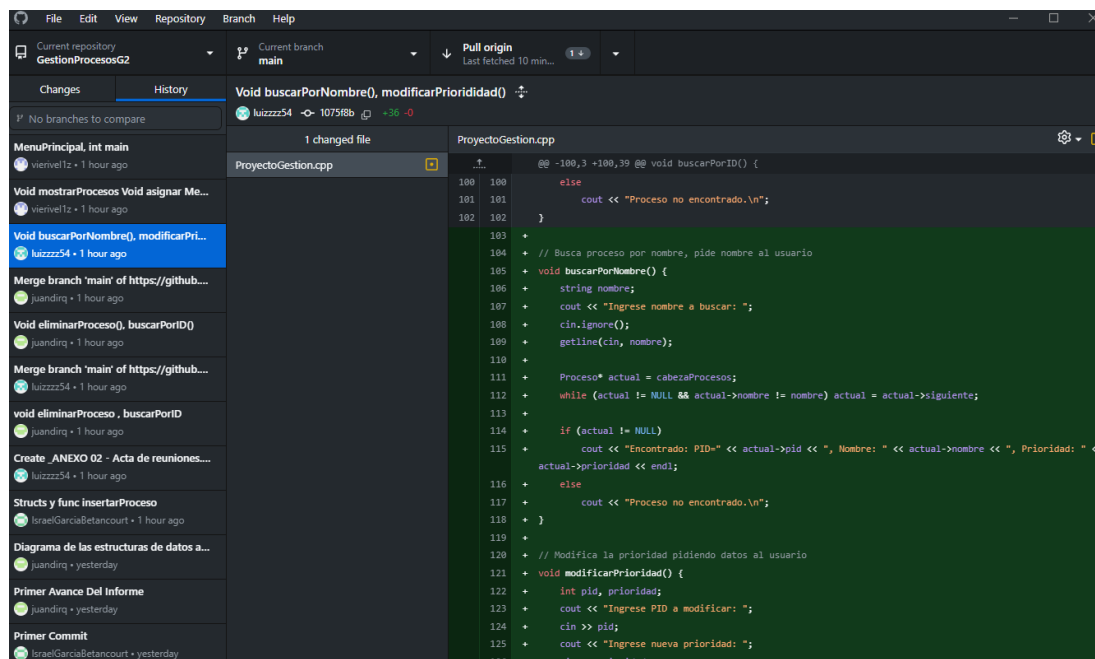 File Edit View Repository Branch Help
Current repository
GestionProcesosG2
Current branch
main
Pull origin
Last fetched 10 min...
1
Changes History
No branches to compare
MenuPrincipal, int main
vierivel1z • 1 hour ago
Void mostrarProcesos Void asignar Me...
vierivel1z • 1 hour ago
Void buscarPorNombre(), modificarPri...
luizzzz54 • 1 hour ago
Merge branch 'main' of https://github....
juandirq • 1 hour ago
Void eliminarProceso(), buscarPorID()
juandirq • 1 hour ago
Merge branch 'main' of https://github....
luizzzz54 • 1 hour ago
void eliminarProceso , buscarPorID
juandirq • 1 hour ago
Create _ANEXO 02 - Acta de reuniones....
luizzzz54 • 1 hour ago
Structs y func insertarProceso
IsraelGarciaBetancourt • 1 hour ago
Diagrama de las estructuras de datos a...
juandirq • yesterday
Primer Avance Del Informe
juandirq • yesterday
Primer Commit
IsraelGarciaBetancourt • yesterday
Void buscarPorNombre(), modificarPriorididad()
luizzzz54 1075f8b +36 -0
1 changed file
ProyectoGestion.cpp
ProyectoGestion.cpp
@@ -100,3 +100,39 @@ void buscarPorID() {
100 100 else
101 101 cout << "Proceso no encontrado.\n";
102 102 }
103 +
104 + // Busca proceso por nombre, pide nombre al usuario
105 + void buscarPorNombre() {
106 + string nombre;
107 + cout << "Ingrese nombre a buscar: ";
108 + cin.ignore();
109 + getline(cin, nombre);
110 +
111 + Proceso* actual = cabezaProcesos;
112 + while (actual != NULL && actual->nombre != nombre) actual = actual->siguiente;
113 +
114 + if (actual != NULL)
115 + cout << "Encontrado: PID=" << actual->pid << ", Nombre: " << actual->nombre << ", Prioridad: " <
actual->prioridad << endl;
116 + else
117 + cout << "Proceso no encontrado.\n";
118 + }
119 +
120 + // Modifica la prioridad pidiendo datos al usuario
121 + void modificarPrioridad() {
122 + int pid, prioridad;
123 + cout << "Ingrese PID a modificar: ";
124 + cin >> pid;
125 + cout << "Ingrese nueva prioridad: ";